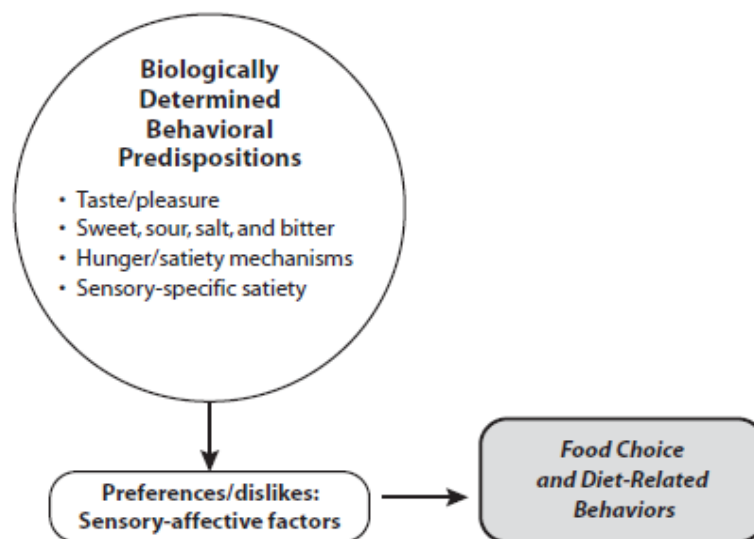 Biologically
Determined
Behavioral
Predispositions
• Taste/pleasure
• Sweet, sour, salt, and bitter
• Hunger/satiety mechanisms
• Sensory-specific satiety
Preferences/dislikes:
Sensory-affective factors
Food Choice
and Diet-Related
Behaviors